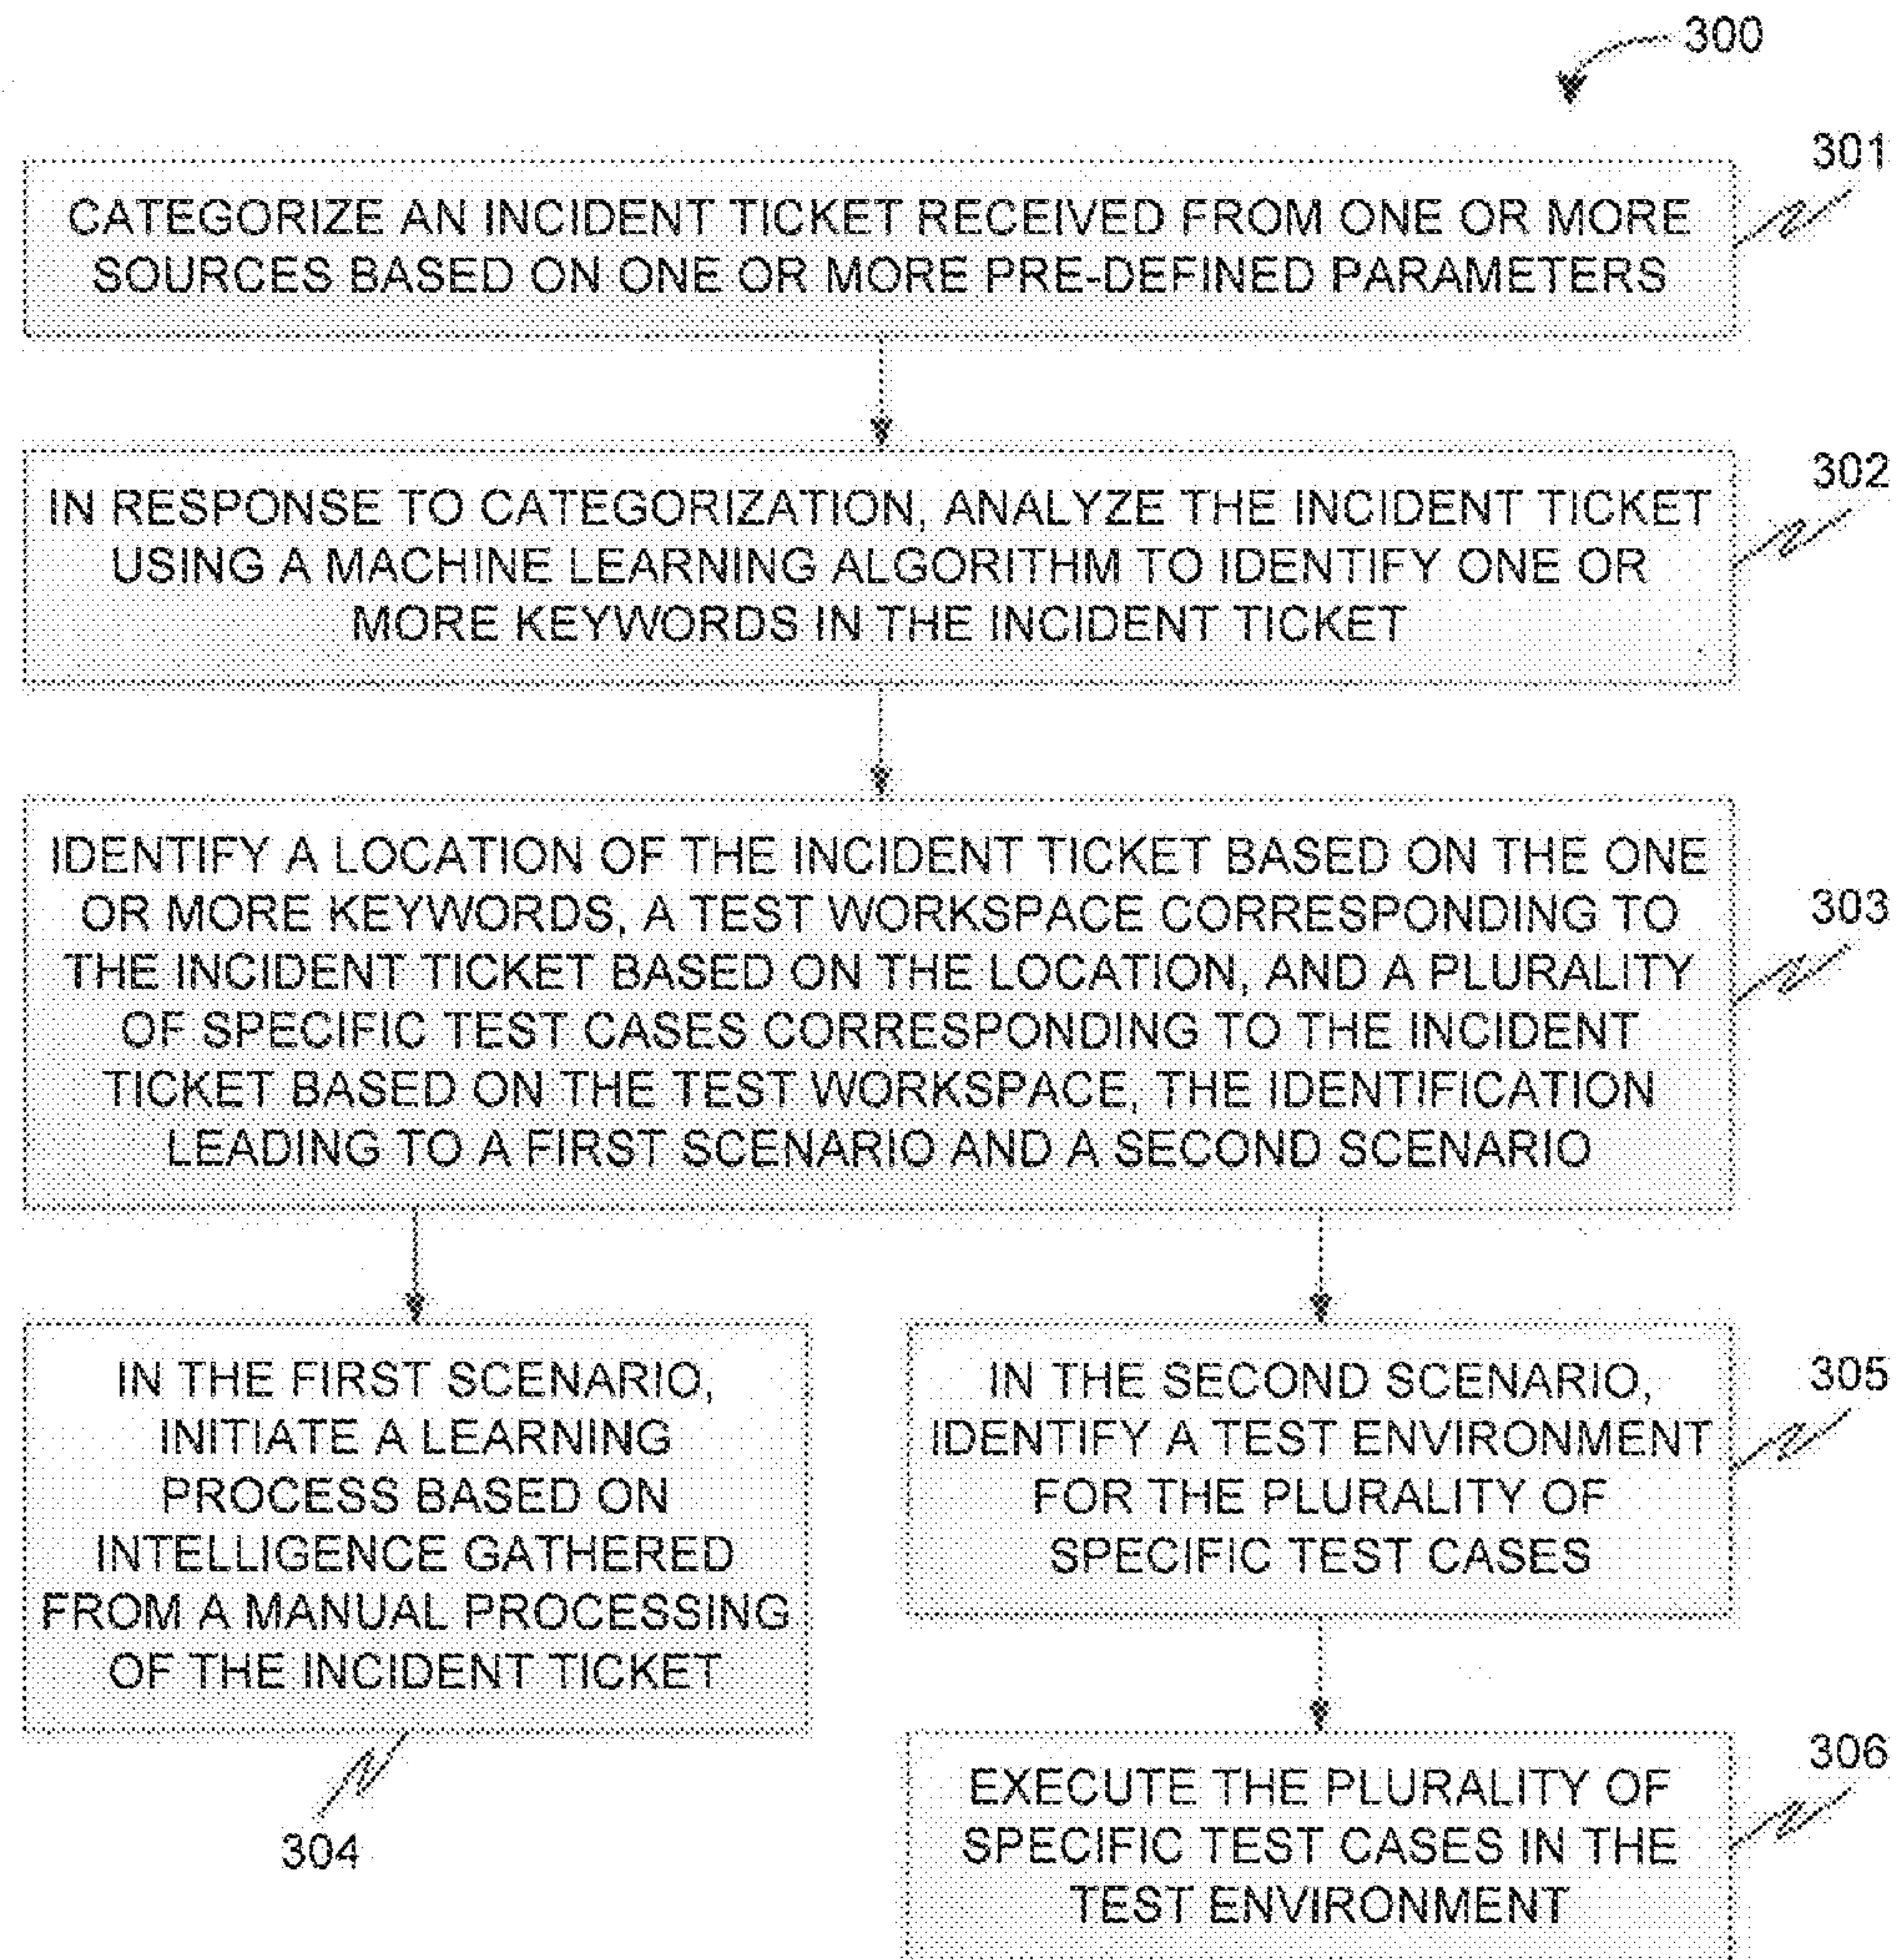 300
301
CATEGORIZE AN INCIDENT TICKET RECEIVED FROM ONE OR MORE
SOURCES BASED ON ONE OR MORE PRE-DEFINED PARAMETERS
302
IN RESPONSE TO CATEGORIZATION, ANALYZE THE INCIDENT TICKET
USING A MACHINE LEARNING ALGORITHM TO IDENTIFY ONE OR
MORE KEYWORDS IN THE INCIDENT TICKET
303
IDENTIFY A LOCATION OF THE INCIDENT TICKET BASED ON THE ONE
OR MORE KEYWORDS, A TEST WORKSPACE CORRESPONDING TO
THE INCIDENT TICKET BASED ON THE LOCATION, AND A PLURALITY
OF SPECIFIC TEST CASES CORRESPONDING TO THE INCIDENT
TICKET BASED ON THE TEST WORKSPACE, THE IDENTIFICATION
LEADING TO A FIRST SCENARIO AND A SECOND SCENARIO
IN THE FIRST SCENARIO,
INITIATE A LEARNING
PROCESS BASED ON
INTELLIGENCE GATHERED
FROM A MANUAL PROCESSING
OF THE INCIDENT TICKET
304
305
IN THE SECOND SCENARIO,
IDENTIFY A TEST ENVIRONMENT
FOR THE PLURALITY OF
SPECIFIC TEST CASES
306
EXECUTE THE PLURALITY OF
SPECIFIC TEST CASES IN THE
TEST ENVIRONMENT